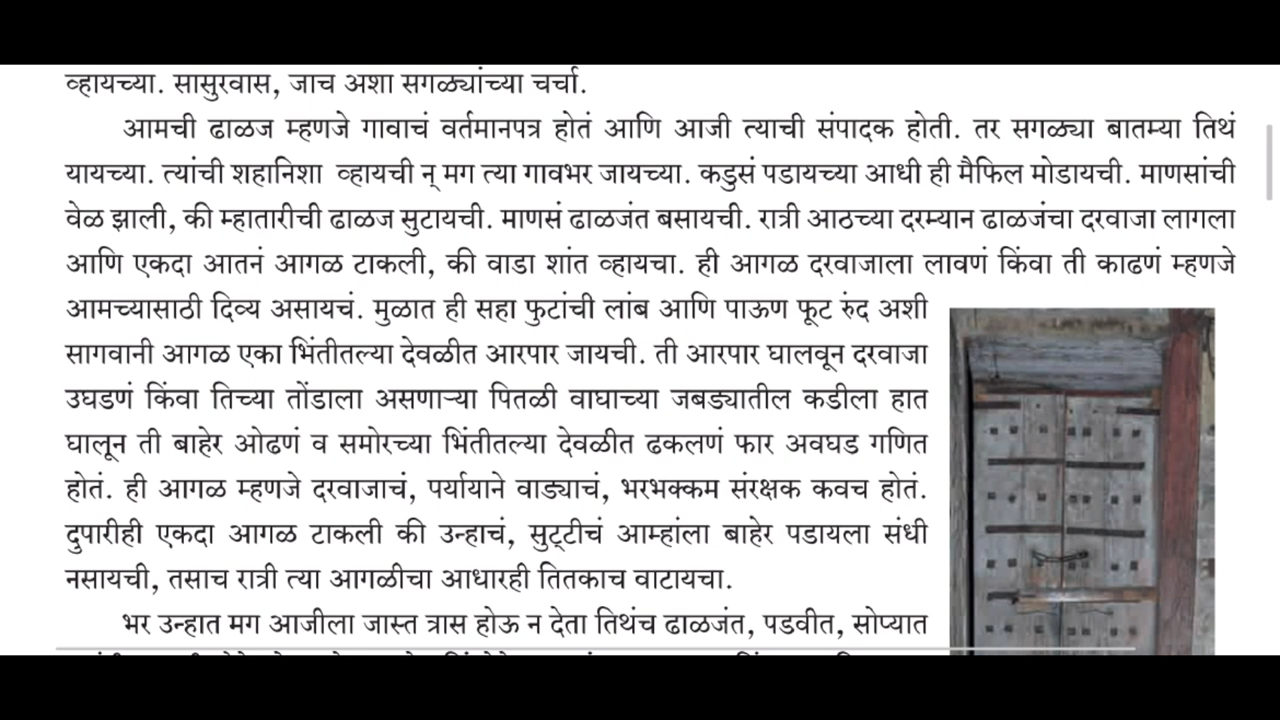 व्हायच्या. सासुरवास, जाच अशा सगळ्यांच्या चर्चा.
आमची ढाळज म्हणजे गावाचं वर्तमानपत्र होतं आणि आजी त्याची संपादक होती. तर सगळ्या बातम्या तिथं
यायच्या. त्यांची शहानिशा व्हायची न् मग त्या गावभर जायच्या. कडुसं पडायच्या आधी ही मैफिल मोडायची. माणसांची
वेळ झाली, की म्हातारीची ढाळज सुटायची. माणसं ढाळजंत बसायची. रात्री आठच्या दरम्यान ढाळजंचा दरवाजा लागला
आणि एकदा आतनं आगळ टाकली, की वाडा शांत व्हायचा. ही आगळ दरवाजाला लावणं किंवा ती काढणं म्हणजे
आमच्यासाठी दिव्य असायचं. मुळात ही सहा फुटांची लांब आणि पाऊण फूट रुंद अशी
सागवानी आगळ एका भिंतीतल्या देवळीत आरपार जायची. ती आरपार घालवून दरवाजा
उघडणं किंवा तिच्या तोंडाला असणाऱ्या पितळी वाघाच्या जबड्यातील कडीला हात
घालून ती बाहेर ओढणं व समोरच्या भिंतीतल्या देवळीत ढकलणं फार अवघड गणित
होतं. ही आगळ म्हणजे दरवाजाचं, पर्यायाने वाड्याचं, भरभक्कम संरक्षक कवच होतं.
दुपारीही एकदा आगळ टाकली की उन्हाचं, सुट्टीचं आम्हांला बाहेर पडायला संधी
नसायची, तसाच रात्री त्या आगळीचा आधारही तितकाच वाटायचा.
भर उन्हात मग आजीला जास्त त्रास होऊ न देता तिथंच ढाळजंत, पडवीत, सोप्यात